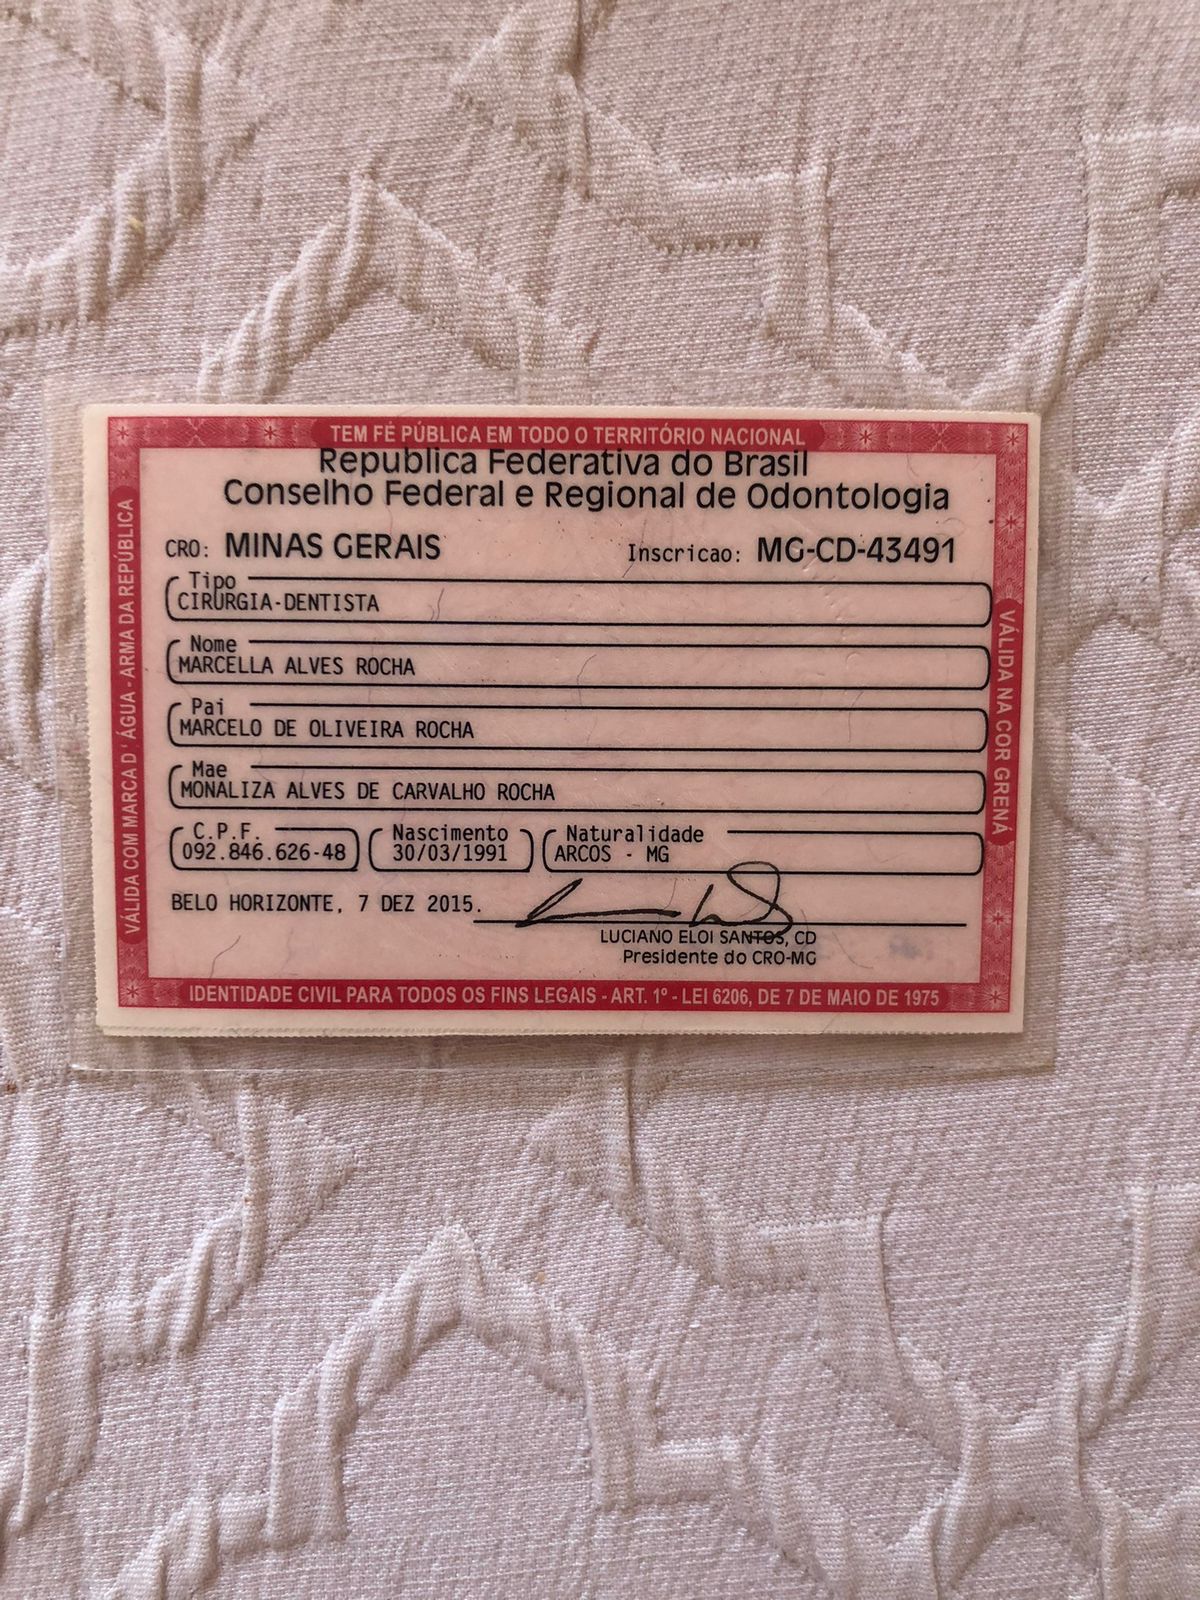 TEM FÉ PÚBLICA EM TODO O TERRITÓRIO NACIONAL
Republica Federativa do Brasil
Conselho Federal e Regional de Odontologia
CRO: MINAS GERAIS Inscricao: MG-CD-43491
Tipo
CIRURGIA-DENTISTA
Nome
MARCELLA ALVES ROCHA
Pai
MARCELO DE OLIVEIRA ROCHA
Mae
MONALIZA ALVES DE CARVALHO ROCHA
C.P.F. Nascimento Naturalidade
092.846.626-48 30/03/1991 ARCOS - MG
BELO HORIZONTE, 7 DEZ 2015.
LUCIANO ELOI SANTOS, CD
Presidente do CRO-MG
IDENTIDADE CIVIL PARA TODOS OS FINS LEGAIS - ART. 1º - LEI 6206, DE 7 DE MAIO DE 1975
VÁLIDA COM MARCA D'ÁGUA - ARMA DA REPÚBLICA
VÁLIDA NA COR GRENÁ